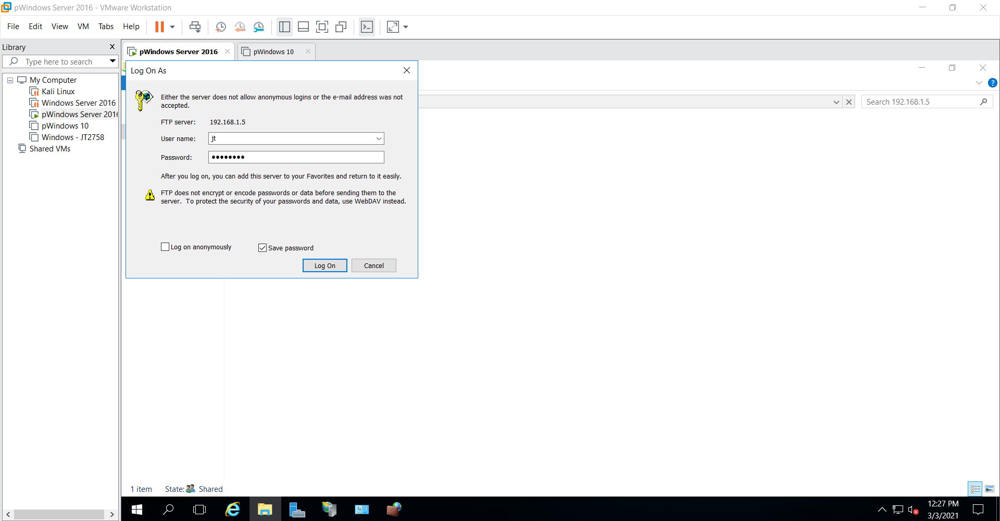 pWindows Server 2016 - VMware Workstation
File Edit View VM Tabs Help
Library
Type here to search
My Computer
Kali Linux
Windows Server 2016
pWindows Server 201
pWindows 10
Windows - JT2758
Shared VMs
pWindows Server 2016
pWindows 10
Log On As
Either the server does not allow anonymous logins or the e-mail address was not
accepted.
FTP server: 192.168.1.5
User name: jt
Password: ●●●●●●●●
After you log on, you can add this server to your Favorites and return to it easily.
FTP does not encrypt or encode passwords or data before sending them to the
server. To protect the security of your passwords and data, use WebDAV instead.
Log on anonymously
Save password
Log On
Cancel
Search 192.168.1.5
1 item State: Shared
12:27 PM
3/3/2021